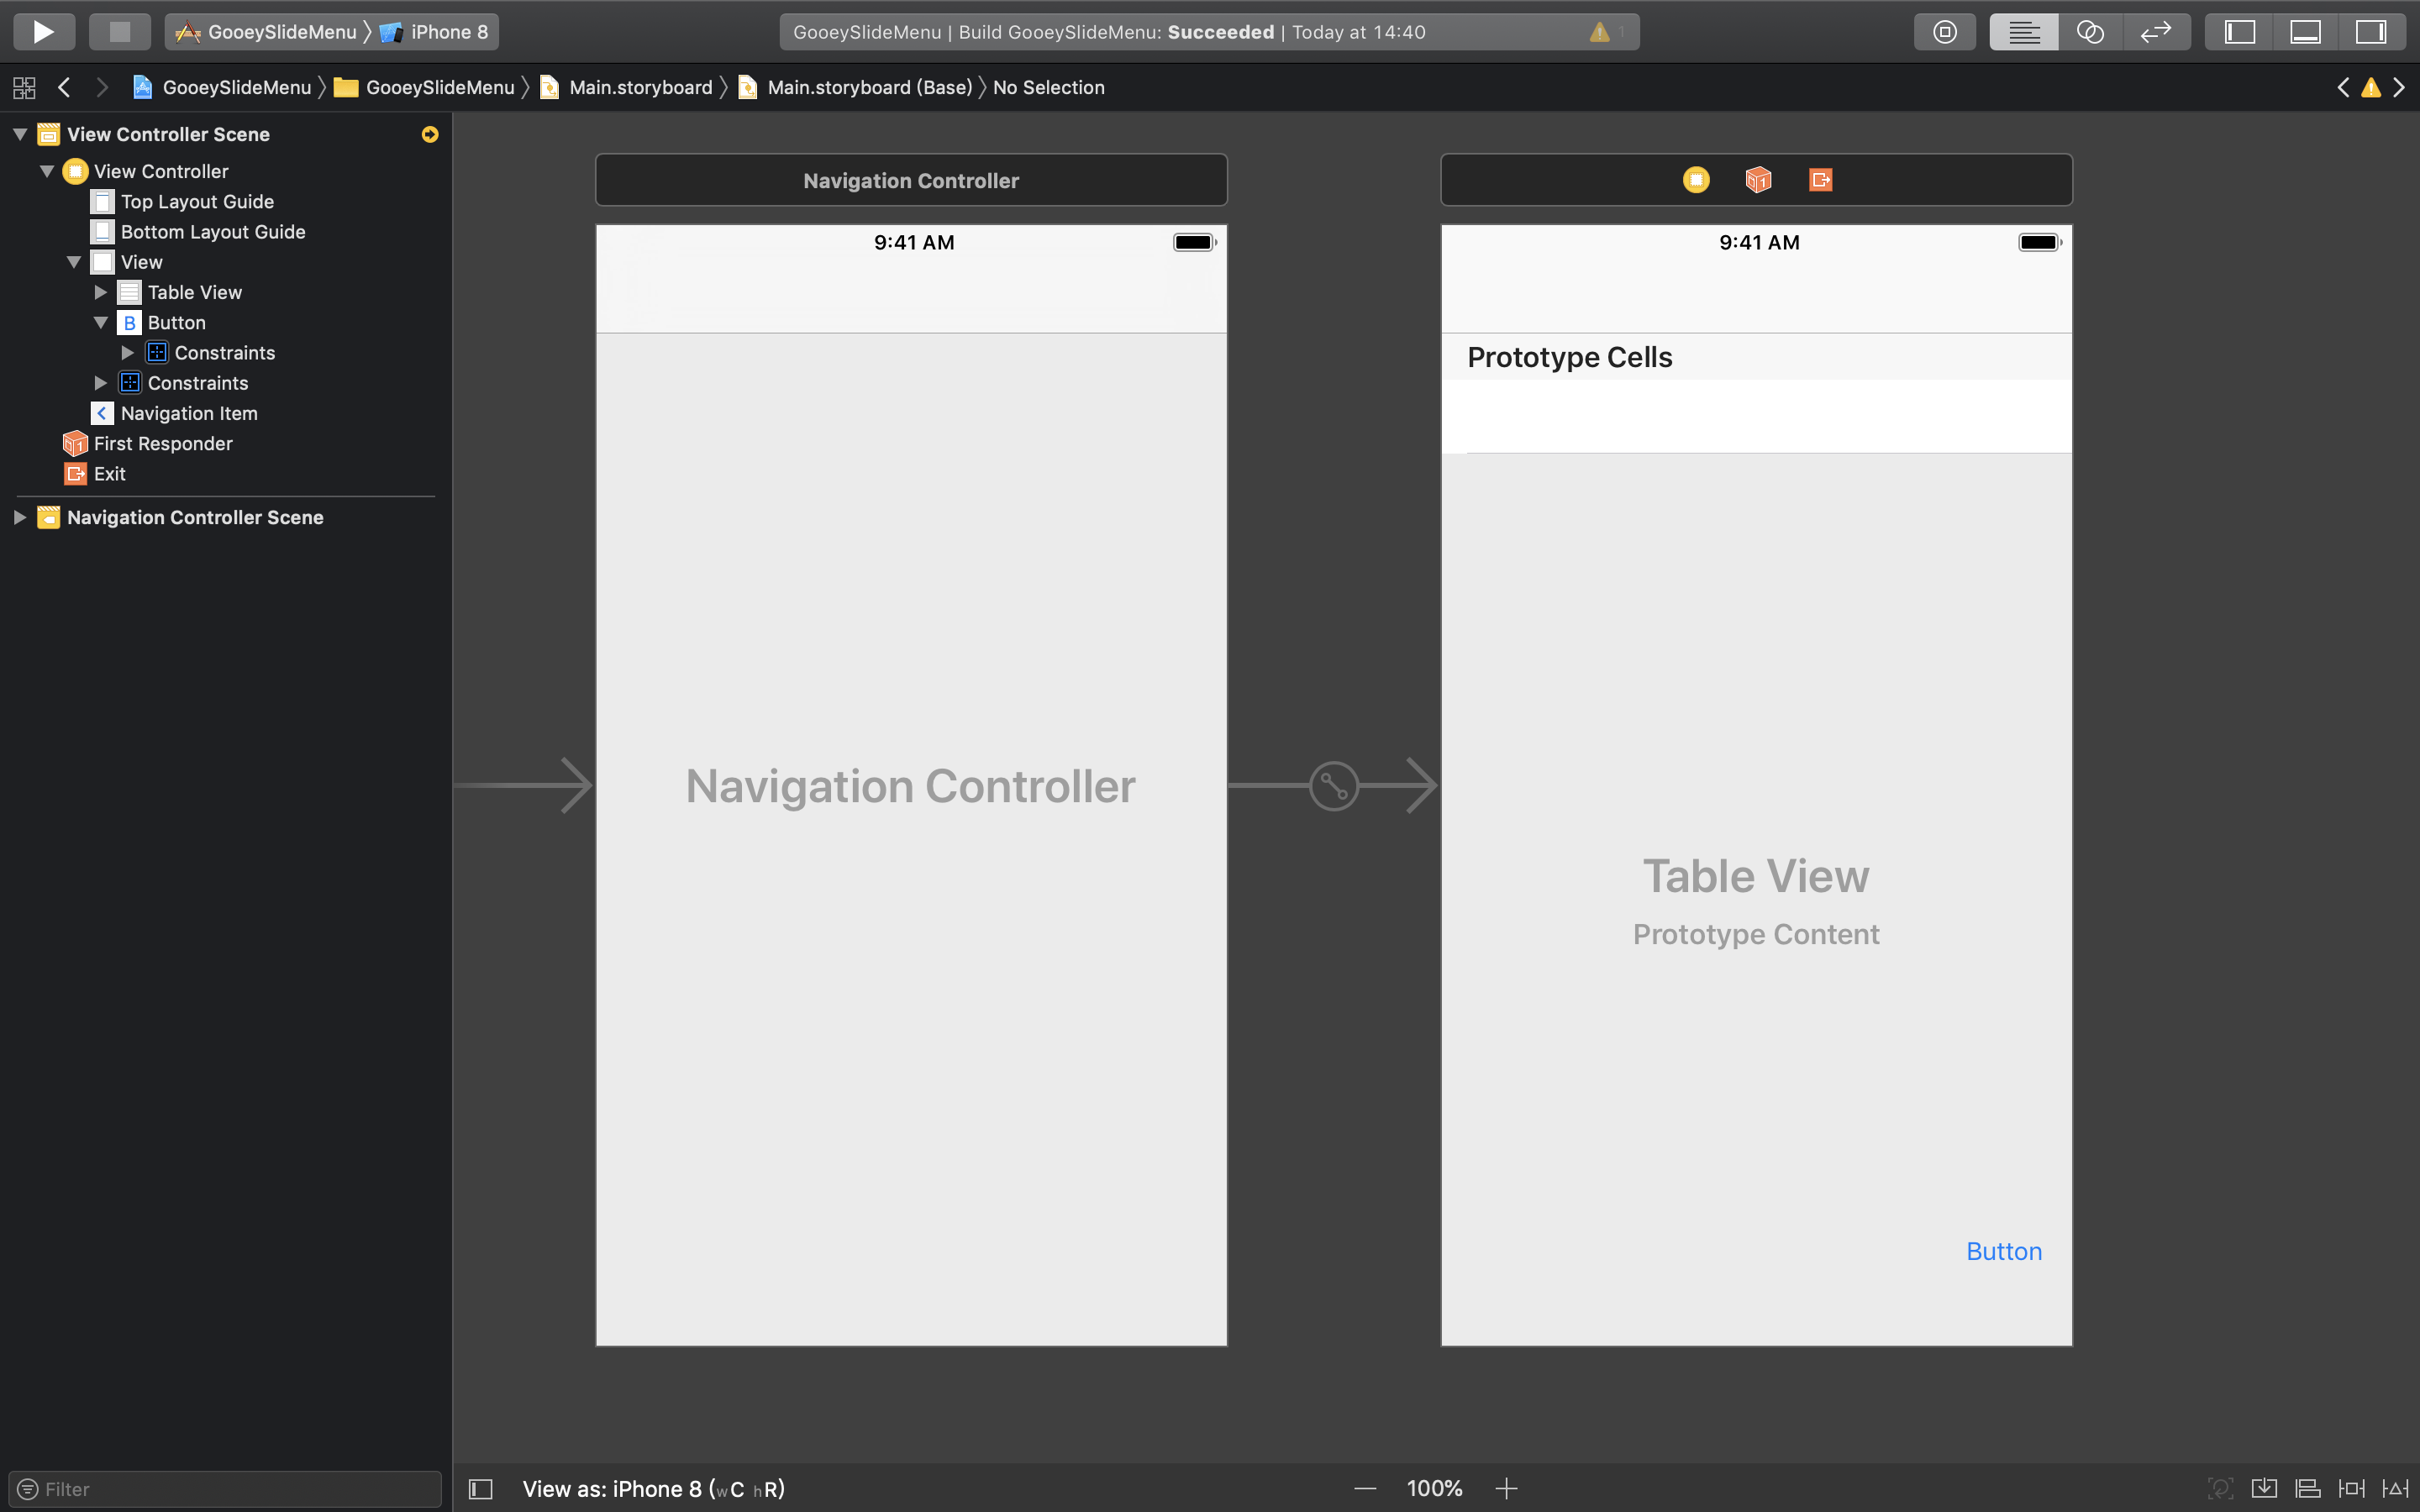 GooeySlideMenu 〉 iPhone 8
GooeySlideMenu | Build GooeySlideMenu: Succeeded | Today at 14:40
1
GooeySlideMenu 〉 GooeySlideMenu 〉 Main.storyboard 〉 Main.storyboard (Base) 〉 No Selection
View Controller Scene
View Controller
Top Layout Guide
Bottom Layout Guide
View
Table View
B Button
Constraints
Constraints
Navigation Item
First Responder
Exit
Navigation Controller Scene
Filter
Navigation Controller
9:41 AM
Navigation Controller
9:41 AM
Prototype Cells
Table View
Prototype Content
Button
View as: iPhone 8 (wC hR)
— 100% +